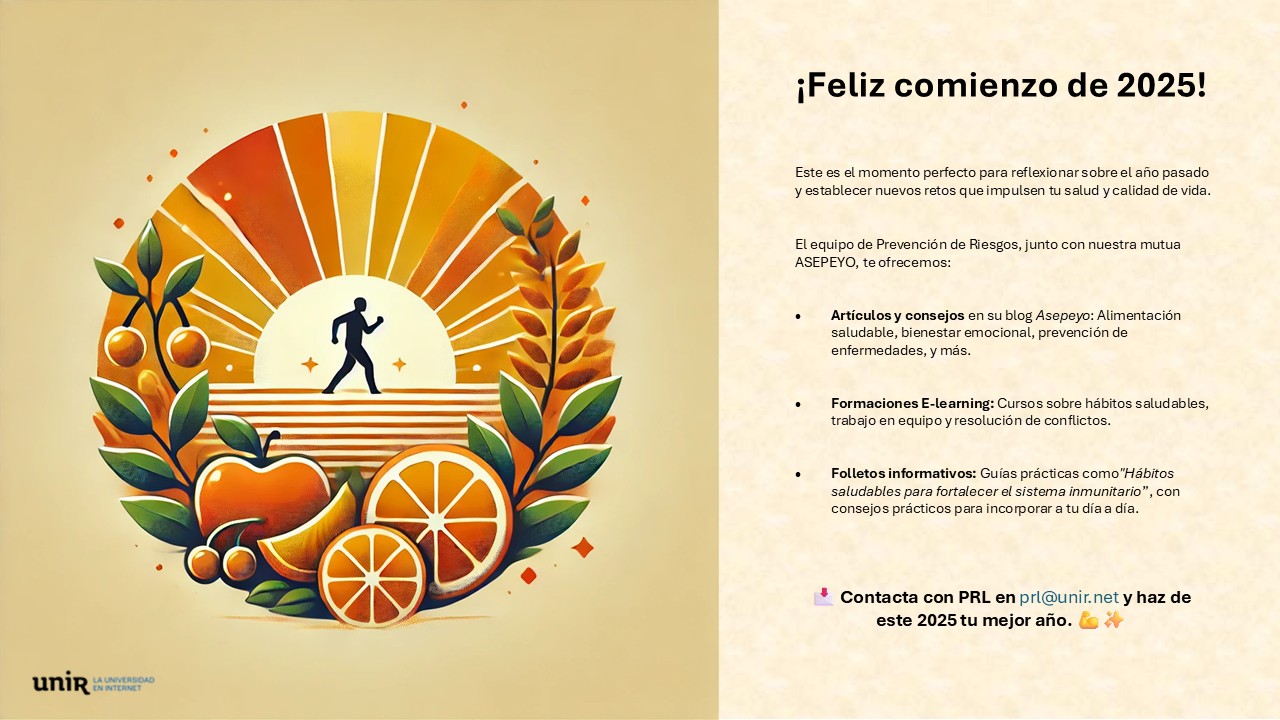 ¡Feliz comienzo de 2025!
Este es el momento perfecto para reflexionar sobre el año pasado
y establecer nuevos retos que impulsen tu salud y calidad de vida.
El equipo de Prevención de Riesgos, junto con nuestra mutua
ASEPEYO, te ofrecemos:
• Artículos y consejos en su blog Asepeyo: Alimentación
saludable, bienestar emocional, prevención de
enfermedades, y más.
• Formaciones E-learning: Cursos sobre hábitos saludables,
trabajo en equipo y resolución de conflictos.
• Folletos informativos: Guías prácticas como"Hábitos
saludables para fortalecer el sistema inmunitario”, con
consejos prácticos para incorporar a tu día a día.
📩 Contacta con PRL en prl@unir.net y haz de
este 2025 tu mejor año. 💪✨
unir LA UNIVERSIDAD
EN INTERNET